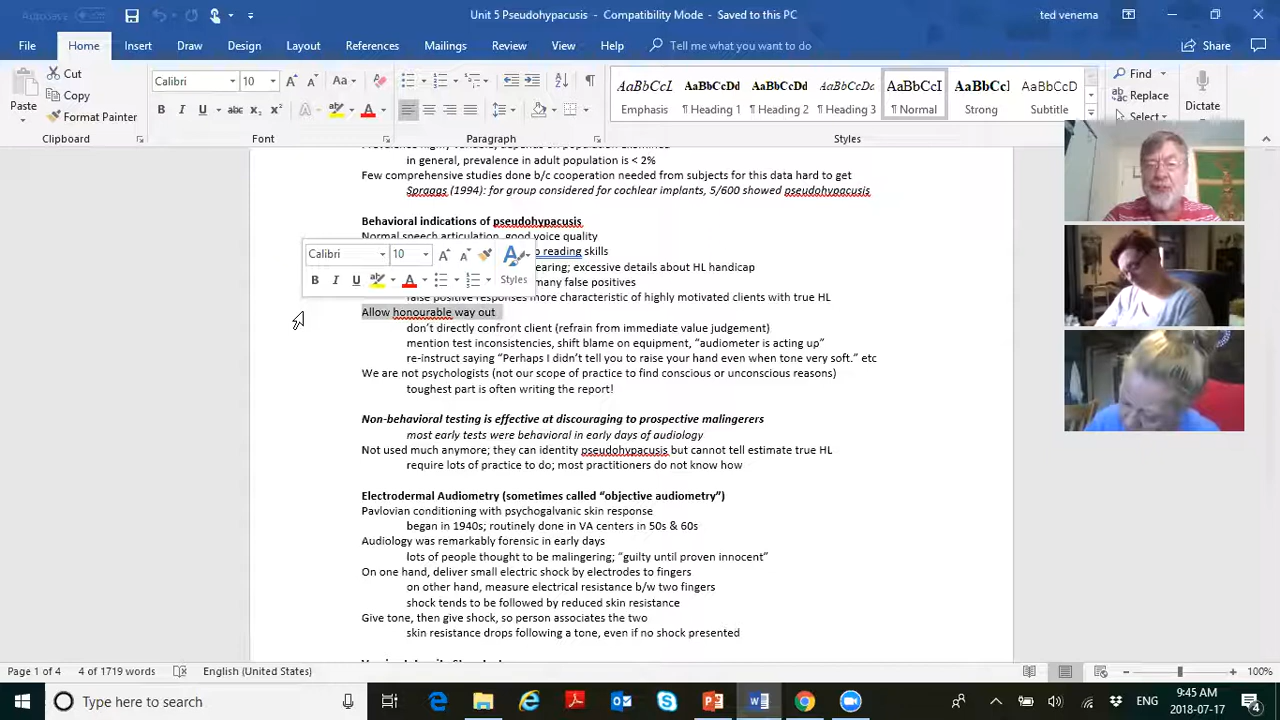 AutoSave
Unit 5 Pseudohypacusis - Compatibility Mode - Saved to this PC
ted venema
File Home Insert Draw Design Layout References Mailings Review View Help Tell me what you want to do Share
Paste
Cut
Copy
Format Painter
Clipboard
Calibri 10
Font
Paragraph
AaBbCcL AaBbCcDd AaBbCcDd AaBbCcDd AaBbCcI AaBbCcl AaBbCcD
Emphasis ¶ Heading 1 ¶ Heading 2 ¶ Heading 3 ¶ Normal Strong Subtitle
Styles
Find
Replace
Select
Dictate
in general, prevalence in adult population is < 2%
Few comprehensive studies done b/c cooperation needed from subjects for this data hard to get
Spraggs (1994): for group considered for cochlear implants, 5/600 showed pseudohypacusis
Behavioral indications of pseudohypacusis
Normal speech articulation, good voice quality
reading skills
earing; excessive details about HL handicap
many false positives
false positive responses more characteristic of highly motivated clients with true HL
Calibri 10
Styles
Allow honourable way out
don't directly confront client (refrain from immediate value judgement)
mention test inconsistencies, shift blame on equipment, "audiometer is acting up"
re-instruct saying "Perhaps I didn't tell you to raise your hand even when tone very soft." etc
We are not psychologists (not our scope of practice to find conscious or unconscious reasons)
toughest part is often writing the report!
Non-behavioral testing is effective at discouraging to prospective malingerers
most early tests were behavioral in early days of audiology
Not used much anymore; they can identity pseudohypacusis but cannot tell estimate true HL
require lots of practice to do; most practitioners do not know how
Electrodermal Audiometry (sometimes called "objective audiometry")
Pavlovian conditioning with psychogalvanic skin response
began in 1940s; routinely done in VA centers in 50s & 60s
Audiology was remarkably forensic in early days
lots of people thought to be malingering; "guilty until proven innocent"
On one hand, deliver small electric shock by electrodes to fingers
on other hand, measure electrical resistance b/w two fingers
shock tends to be followed by reduced skin resistance
Give tone, then give shock, so person associates the two
skin resistance drops following a tone, even if no shock presented
Page 1 of 4 4 of 1719 words English (United States) 100%
Type here to search
ENG
9:45 AM
2018-07-17
4